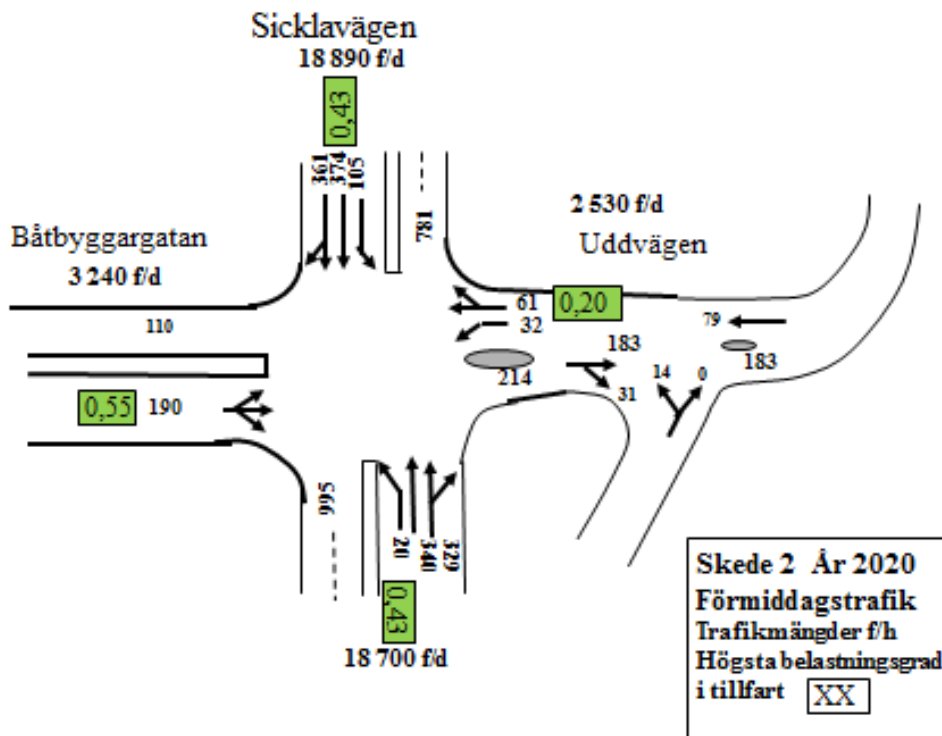 Sicklavägen
18 890 f/d
0,43
361
374
105
781
2 530 f/d
Uddvägen
Båtbyggargatan
3 240 f/d
110
61
0,20
32
79
183
183
214
14
0
31
0,55
190
995
20
340
329
0,43
18 700 f/d
Skede 2 År 2020
Förmiddagstrafik
Trafikmängder f/h
Högsta belastningsgrad
i tillfart XX